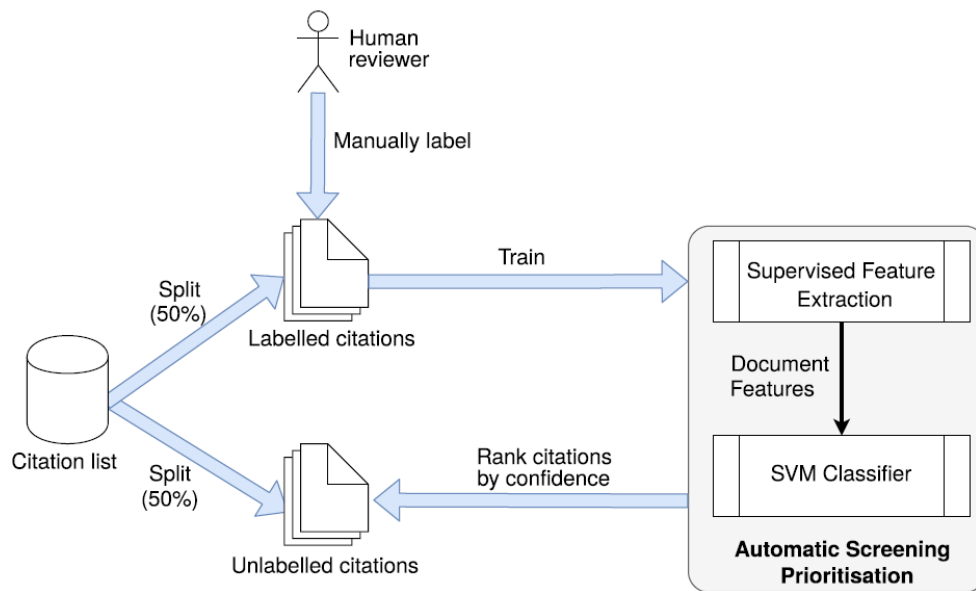 Human
reviewer
Manually label
Split
(50%)
Train
Labelled citations
Supervised Feature
Extraction
Document
Features
Citation list
Split
(50%)
Rank citations
by confidence
SVM Classifier
Unlabelled citations
Automatic Screening
Prioritisation